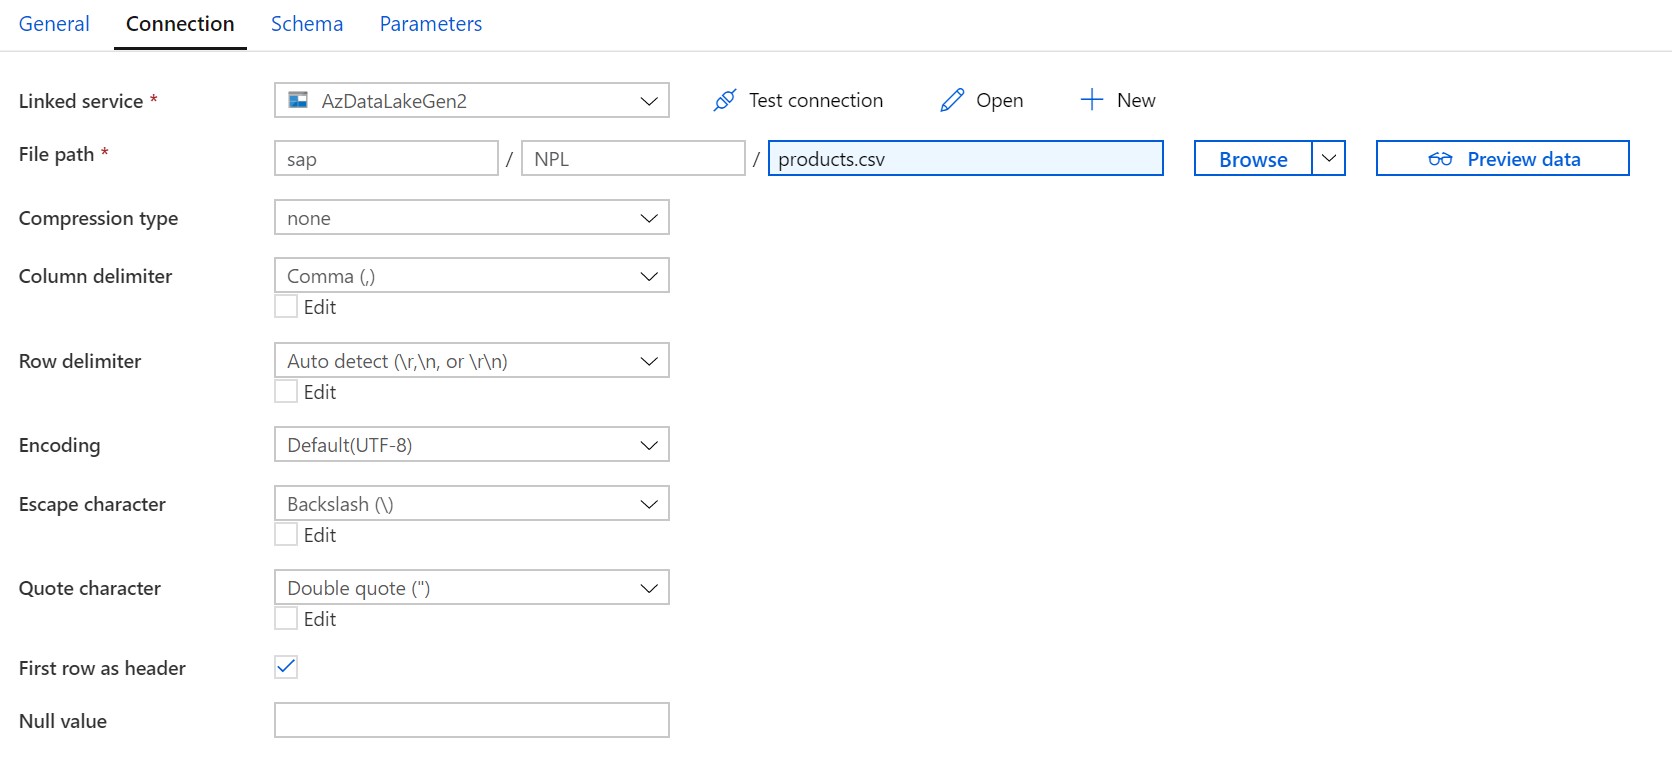 General Connection Schema Parameters
Linked service * AzDataLakeGen2 Test connection Open New
File path * sap / NPL / products.csv Browse Preview data
Compression type none
Column delimiter Comma (,)
Edit
Row delimiter Auto detect (\r,\n, or \r\n)
Edit
Encoding Default(UTF-8)
Escape character Backslash (\)
Edit
Quote character Double quote (")
Edit
First row as header
Null value